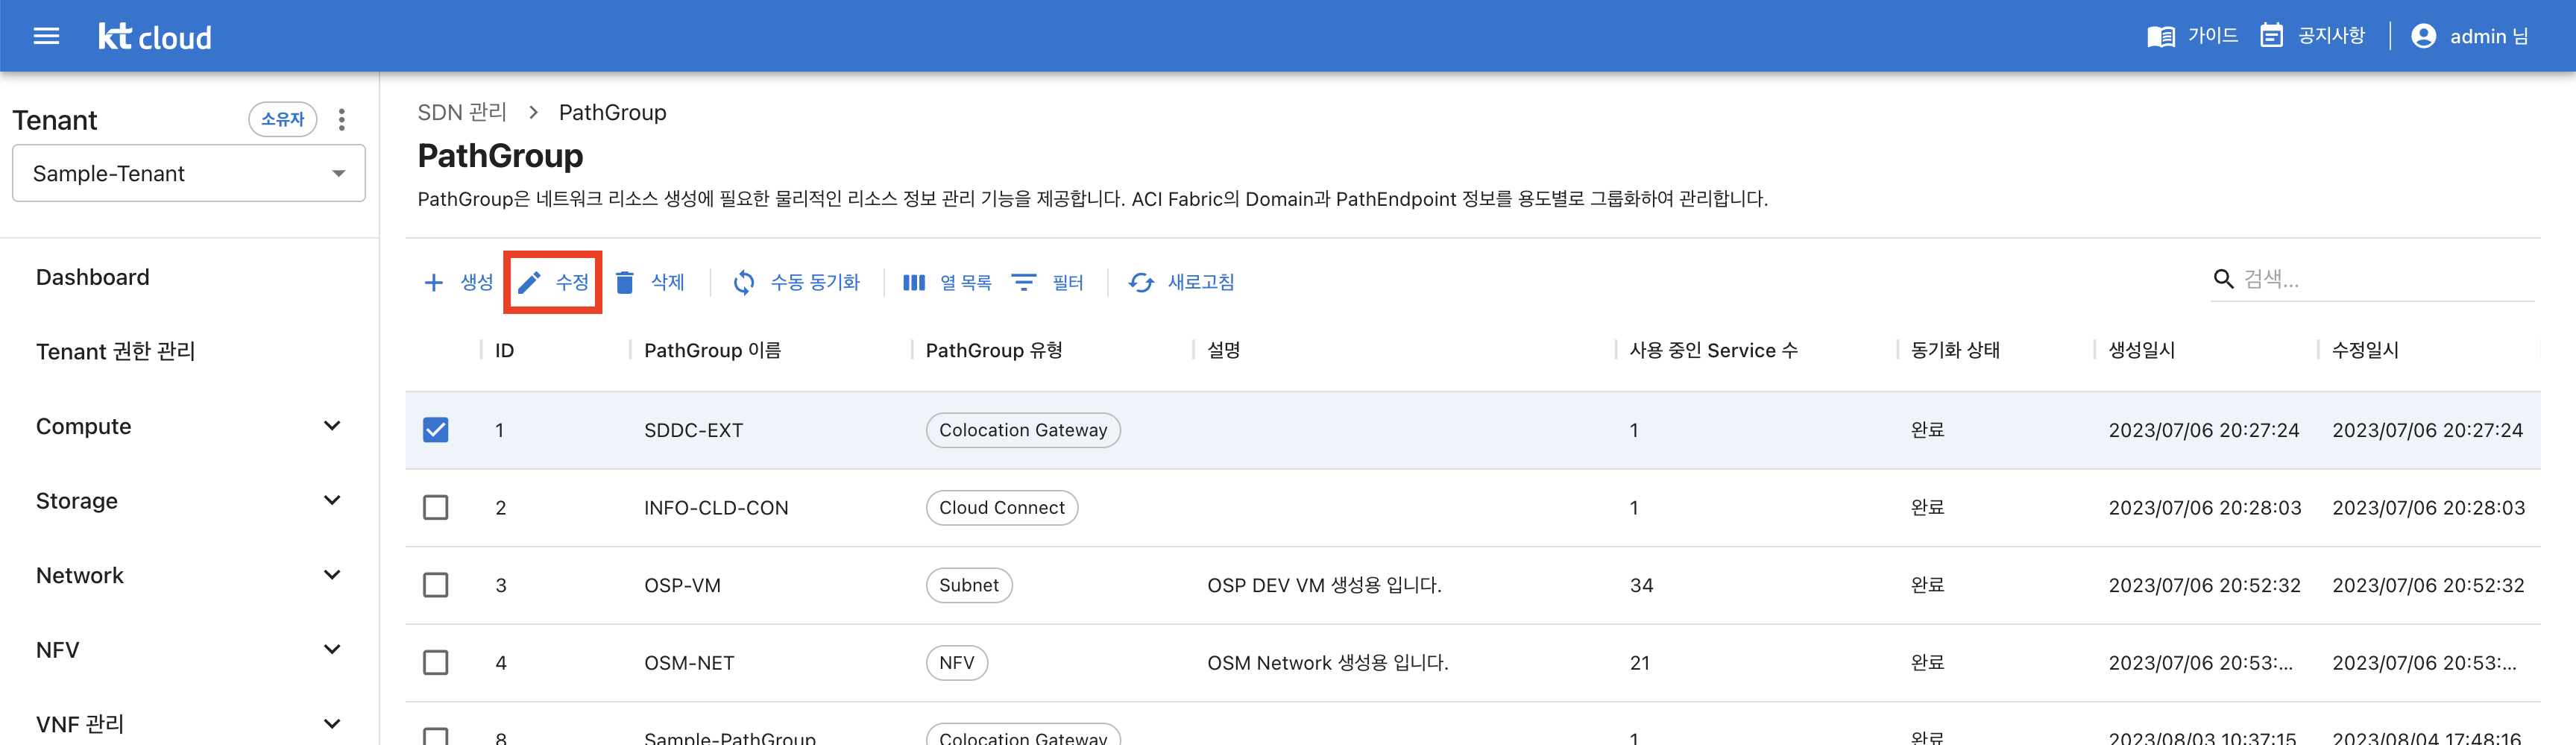 kt cloud
가이드 공지사항 admin 님
Tenant 소유자
Sample-Tenant
Dashboard
Tenant 권한 관리
Compute
Storage
Network
NFV
VNF 관리
SDN 관리 > PathGroup
PathGroup
PathGroup은 네트워크 리소스 생성에 필요한 물리적인 리소스 정보 관리 기능을 제공합니다. ACI Fabric의 Domain과 PathEndpoint 정보를 용도별로 그룹화하여 관리합니다.
생성 수정 삭제 수동 동기화 열 목록 필터 새로고침 검색...
ID PathGroup 이름 PathGroup 유형 설명 사용 중인 Service 수 동기화 상태 생성일시 수정일시
1 SDDC-EXT Colocation Gateway 1 완료 2023/07/06 20:27:24 2023/07/06 20:27:24
2 INFO-CLD-CON Cloud Connect 1 완료 2023/07/06 20:28:03 2023/07/06 20:28:03
3 OSP-VM Subnet OSP DEV VM 생성용 입니다. 34 완료 2023/07/06 20:52:32 2023/07/06 20:52:32
4 OSM-NET NFV OSM Network 생성용 입니다. 21 완료 2023/07/06 20:53:... 2023/07/06 20:53:...
8 Sample-PathGroup Colocation Gateway 1 완료 2023/08/03 10:37:15 2023/08/04 17:48:16